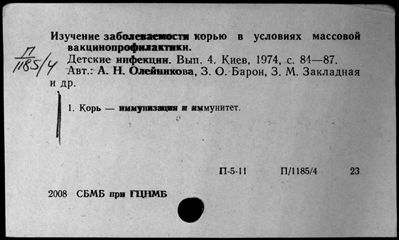 Изучение заболеваемости корью в условиях массовой
вакцинопрофилактики.
П
1185/4
Детские инфекции. Вып. 4. Киев, 1974, с. 84—87.
Авт.: А. Н. Олейникова, З. О. Барон, З. М. Закладная
и др.
1. Корь — иммунизация и иммунитет.
П-5-11 П/1185/4 23
2008 СБМБ при ГЦНМБ